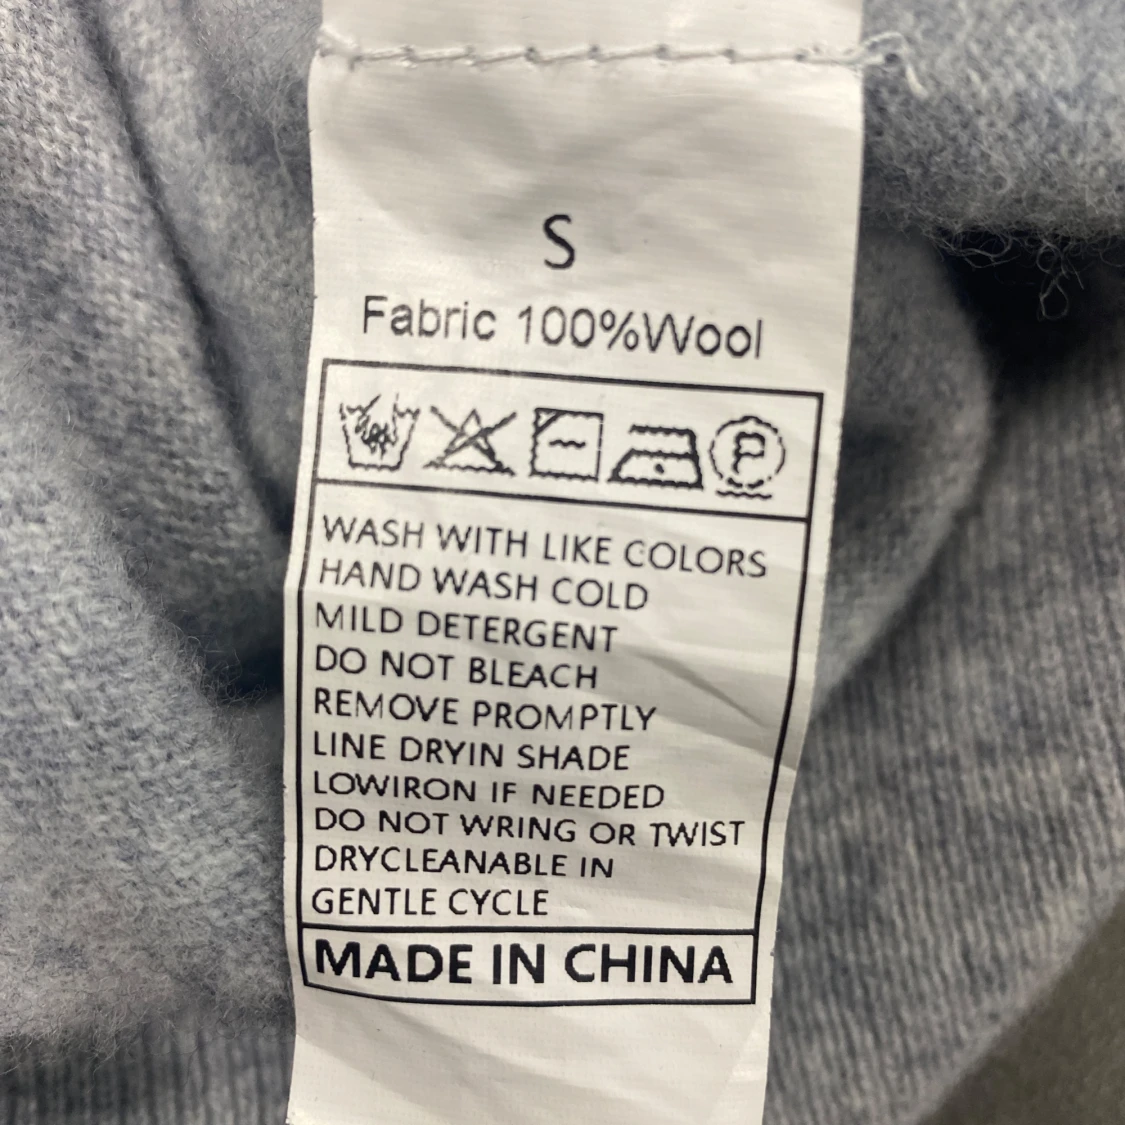 S
Fabric 100%Wool
P
WASH WITH LIKE COLORS
HAND WASH COLD
MILD DETERGENT
DO NOT BLEACH
REMOVE PROMPTLY
LINE DRYIN SHADE
LOWIRON IF NEEDED
DO NOT WRING OR TWIST
DRYCLEANABLE IN
GENTLE CYCLE
MADE IN CHINA